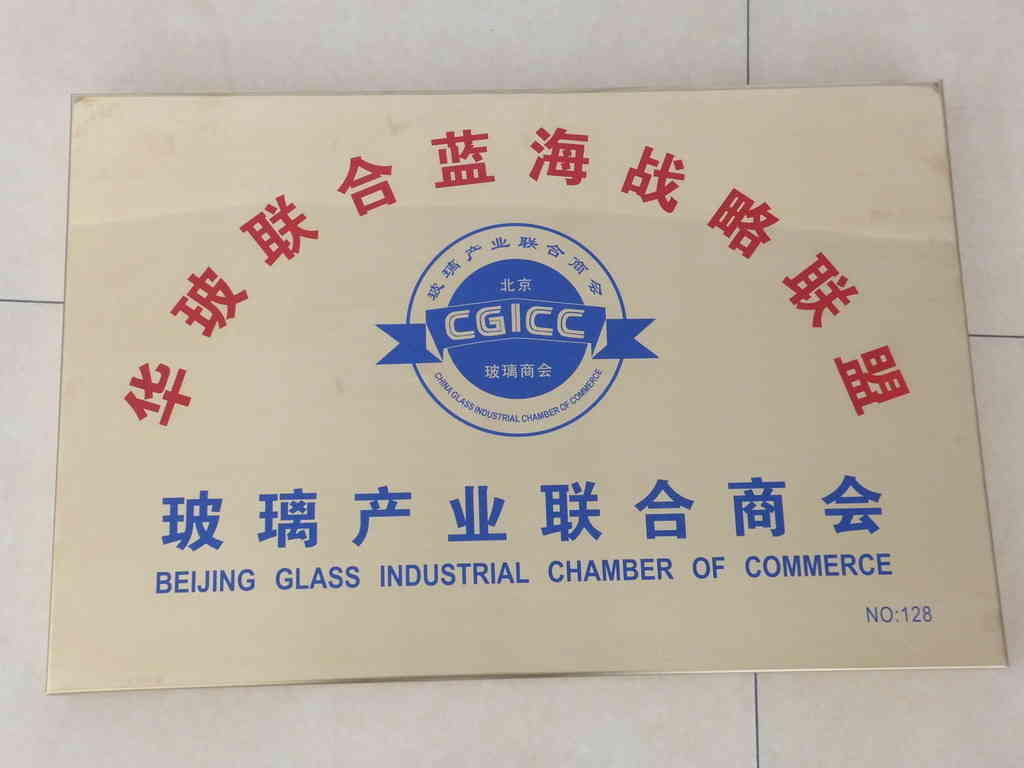 华玻联合蓝海战略联盟
玻璃产业联合商会
北京
CGICC
玻璃商会
CHINA GLASS INDUSTRIAL CHAMBER OF COMMERCE
玻璃产业联合商会
BEIJING GLASS INDUSTRIAL CHAMBER OF COMMERCE
NO:128